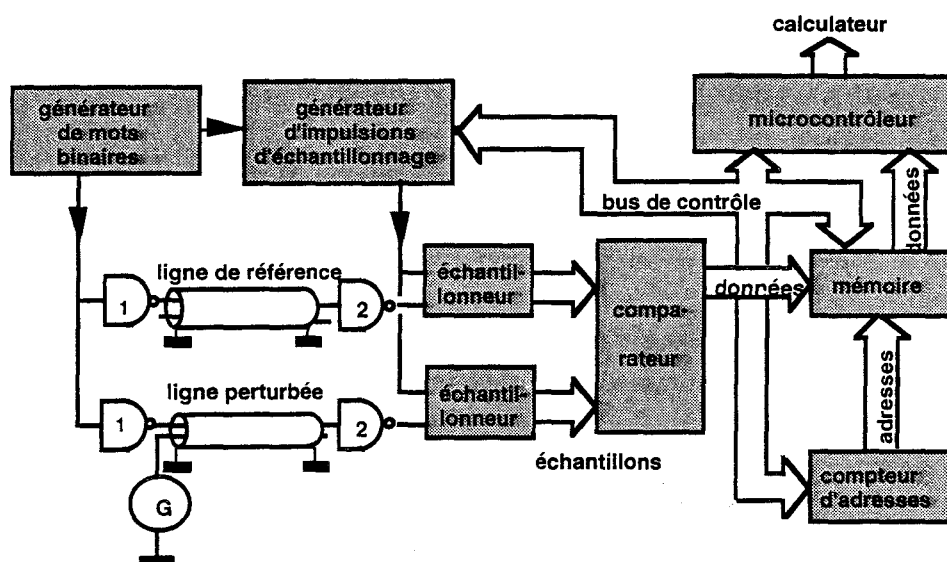 calculateur
générateur
de mots
binaires
générateur
d'impulsions
d'échantillonnage
microcontrôleur
bus de contrôle
données
ligne de référence
1
2
échantil-
lonneur
compa-
rateur
données
mémoire
ligne perturbée
1
2
échantil-
lonneur
échantillons
adresses
G
compteur
d'adresses